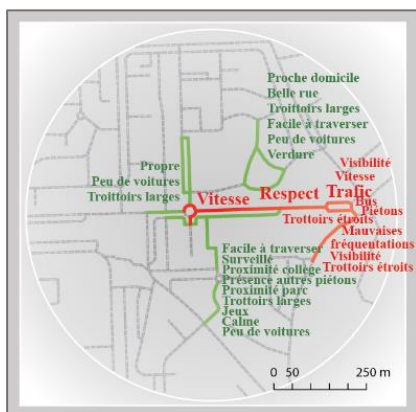 Proche domicile
Belle rue
Troittoirs larges
Facile à traverser
Peu de voitures
Verdure
Propre
Peu de voitures
Troittoirs larges
Visibilité
Vitesse
Vitesse Respect Trafic
Bus
Piétons
Trottoirs étroits
Mauvaises
fréquentations
Visibilité
Trottoirs étroits
Facile à traverser
Surveillé
Proximité collège
Présence autres piétons
Proximité parc
Trottoirs larges
Jeux
Calme
Peu de voitures
0 50 250 m